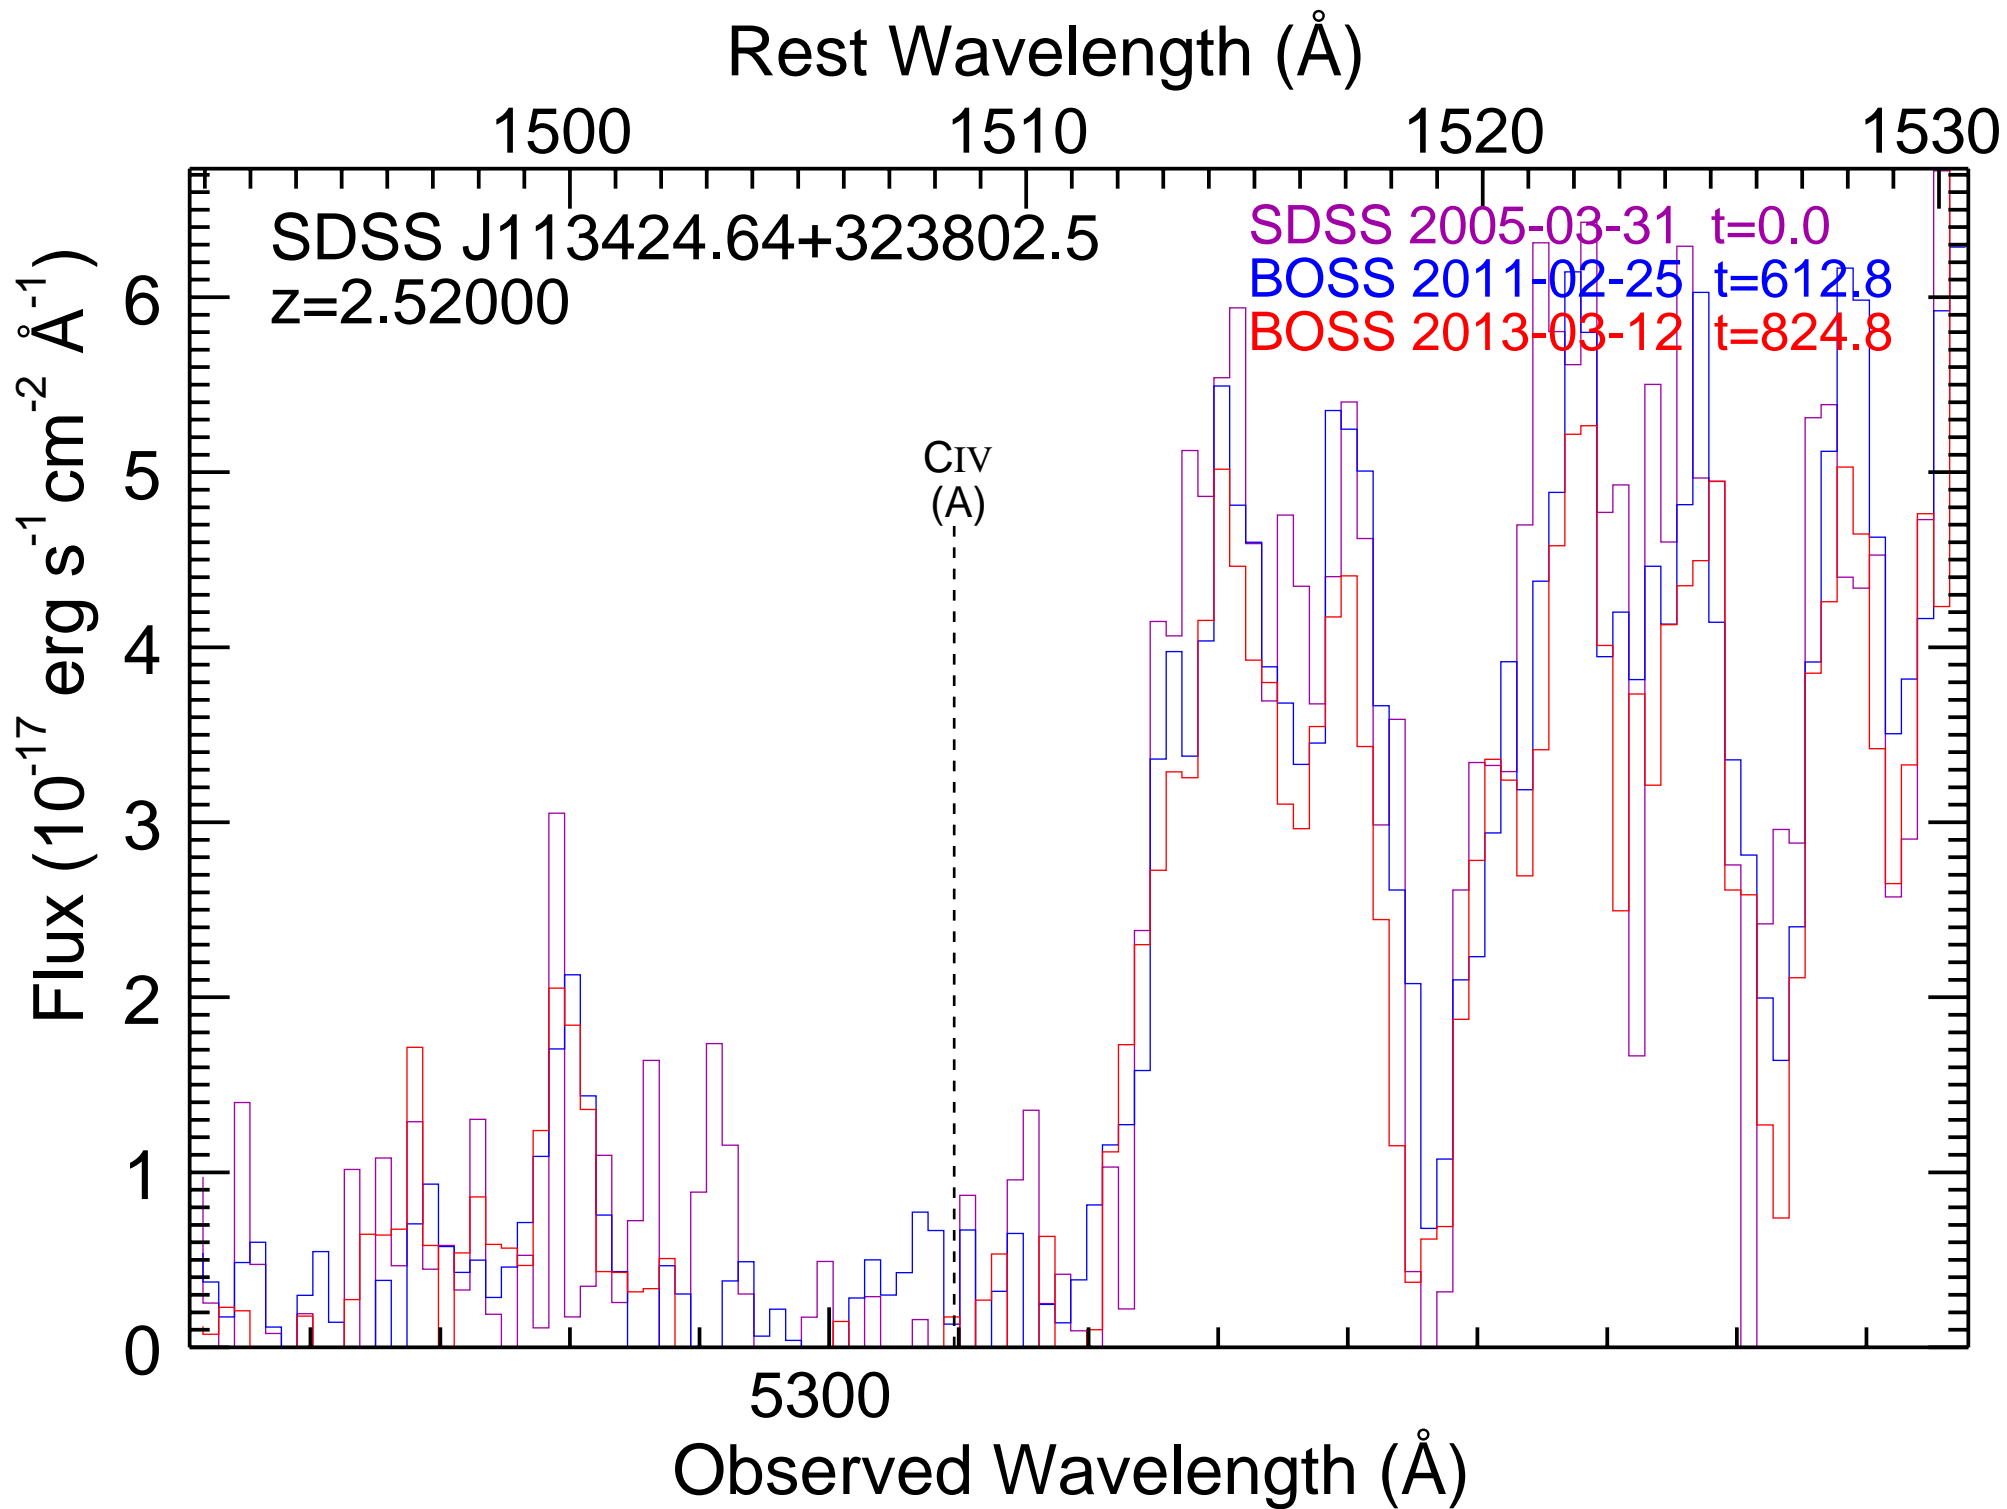 Rest Wavelength (Å)
1500 1510 1520 1530
SDSS J113424.64+323802.5
z=2.52000
SDSS 2005-03-31 t=0.0
BOSS 2011-02-25 t=612.8
BOSS 2013-03-12 t=824.8
CIV
(A)
Flux (10⁻¹⁷ erg s⁻¹ cm⁻² Å⁻¹)
6
5
4
3
2
1
0
5300
Observed Wavelength (Å)